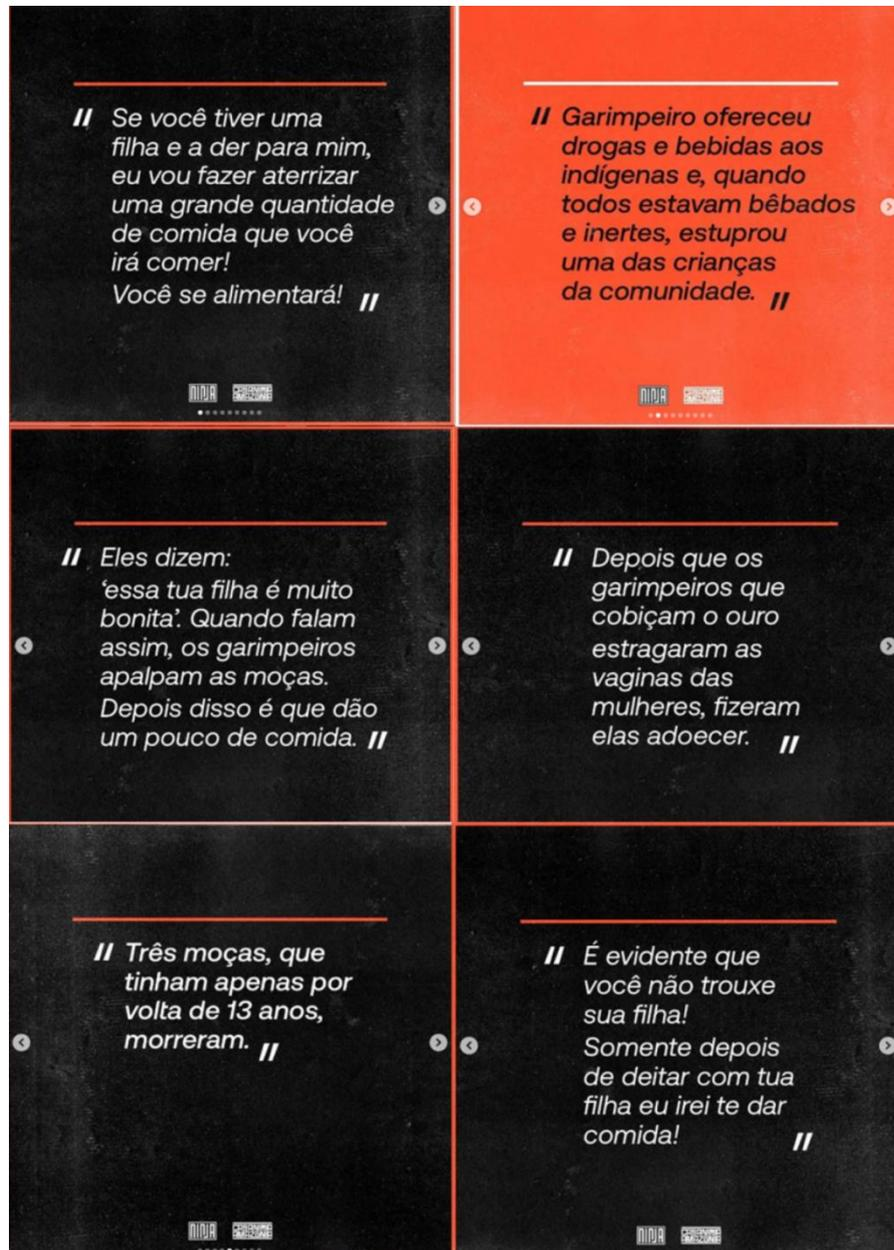 “ Se você tiver uma
filha e a der para mim,
eu vou fazer aterrizar
uma grande quantidade
de comida que você
irá comer!
Você se alimentará! ”
NINJA
“ Garimpeiro ofereceu
drogas e bebidas aos
indígenas e, quando
todos estavam bêbados
e inertes, estuprou
uma das crianças
da comunidade. ”
NINJA
“ Eles dizem:
‘essa tua filha é muito
bonita’. Quando falam
assim, os garimpeiros
apalpam as moças.
Depois disso é que dão
um pouco de comida. ”
“ Depois que os
garimpeiros que
cobiçam o ouro
estragaram as
vaginas das
mulheres, fizeram
elas adoecer. ”
“ Três moças, que
tinham apenas por
volta de 13 anos,
morreram. ”
NINJA
“ É evidente que
você não trouxe
sua filha!
Somente depois
de deitar com tua
filha eu irei te dar
comida! ”
NINJA